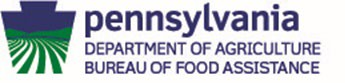 pennsylvania
DEPARTMENT OF AGRICULTURE
BUREAU OF FOOD ASSISTANCE